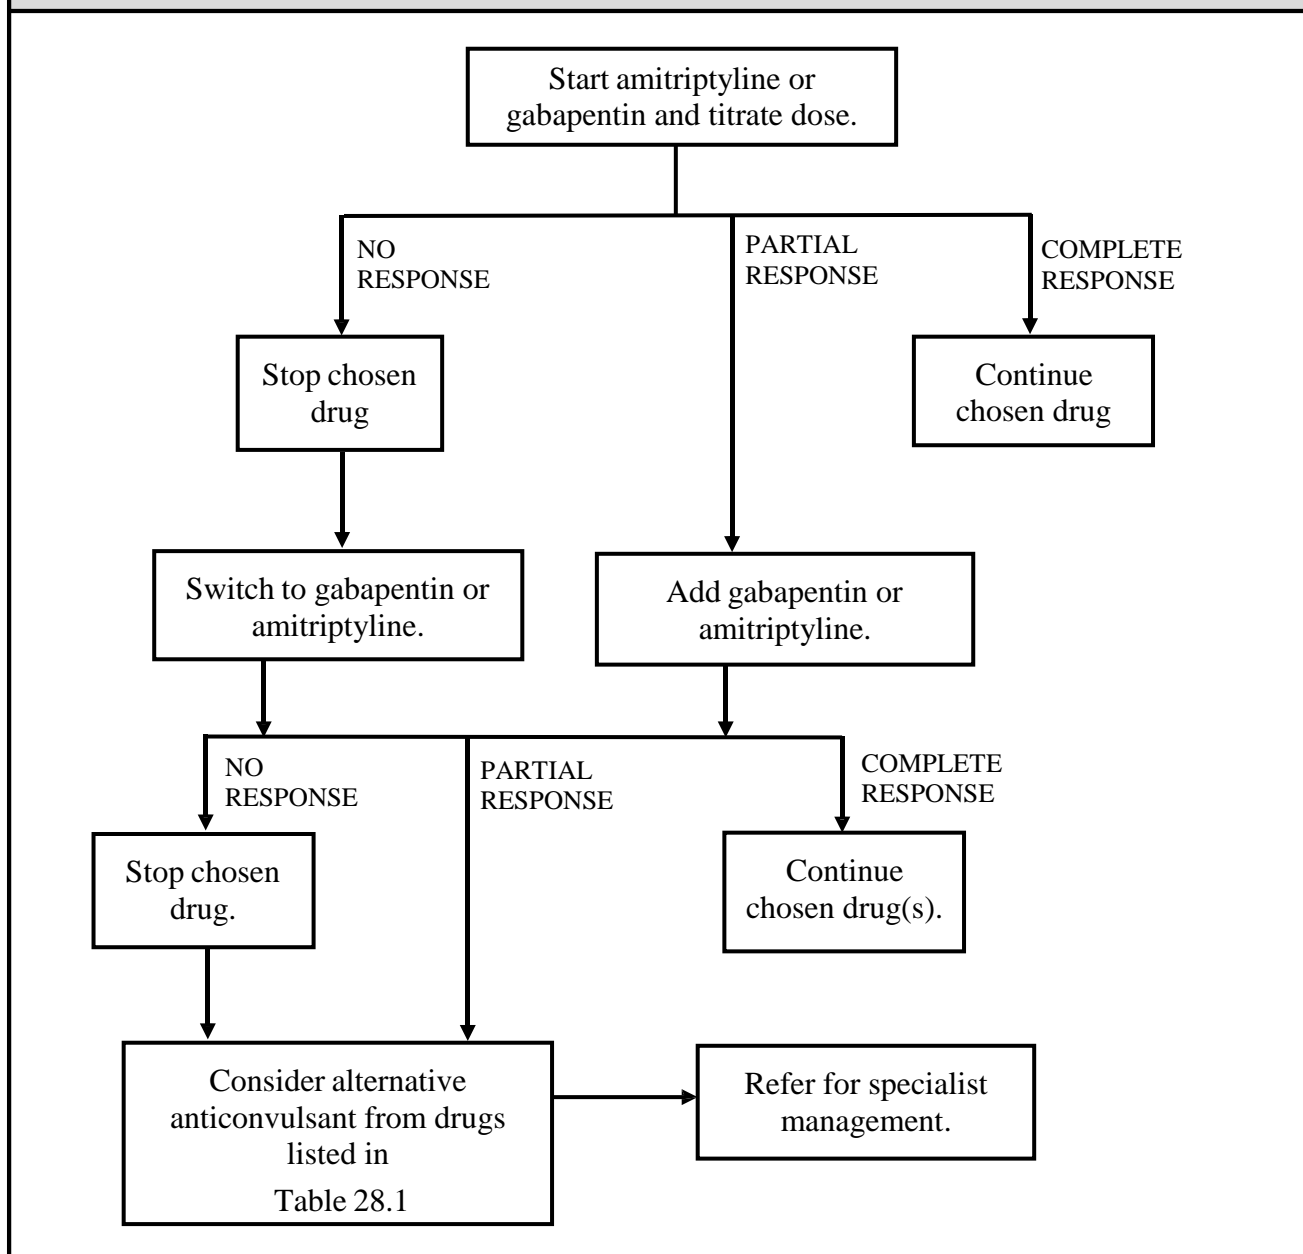 Start amitriptyline or
gabapentin and titrate dose.
NO
RESPONSE
PARTIAL
RESPONSE
COMPLETE
RESPONSE
Stop chosen
drug
Continue
chosen drug
Switch to gabapentin or
amitriptyline.
Add gabapentin or
amitriptyline.
NO
RESPONSE
PARTIAL
RESPONSE
COMPLETE
RESPONSE
Stop chosen
drug.
Continue
chosen drug(s).
Consider alternative
anticonvulsant from drugs
listed in
Table 28.1
Refer for specialist
management.